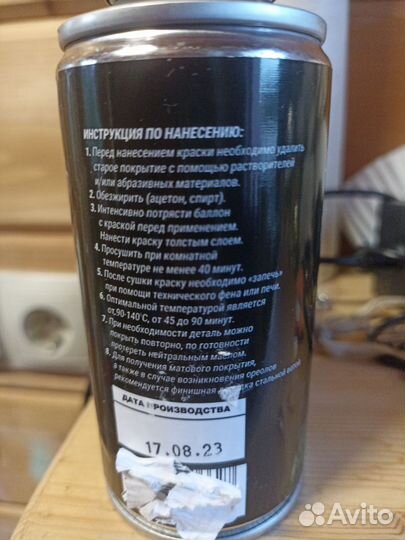 ИНСТРУКЦИЯ ПО НАНЕСЕНИЮ:
1. Перед нанесением краски необходимо удалить
старое покрытие с помощью растворителей
и/или абразивных материалов.
2. Обезжирить (ацетон, спирт).
3. Интенсивно потрясти баллон
с краской перед применением.
Нанести краску толстым слоем.
4. Просушить при комнатной
температуре не менее 40 минут.
5. После сушки краску необходимо «запечь»
при помощи технического фена или печи.
6. Оптимальной температурой является
от 90-140°С, от 45 до 90 минут.
7. При необходимости деталь можно
покрыть повторно, по готовности
протереть нейтральным маслом.
8. Для получения матового покрытия,
а также в случае возникновения ореолов
рекомендуется финишная стальной ватой
ДАТА ПРОИЗВОДСТВА
17.08.23
Avito